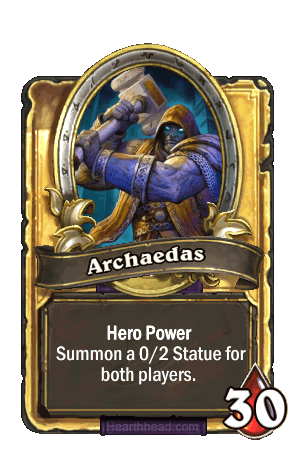 Archaedas
Hero Power
Summon a 0/2 Statue for
both players.
30
Hearthhead.com